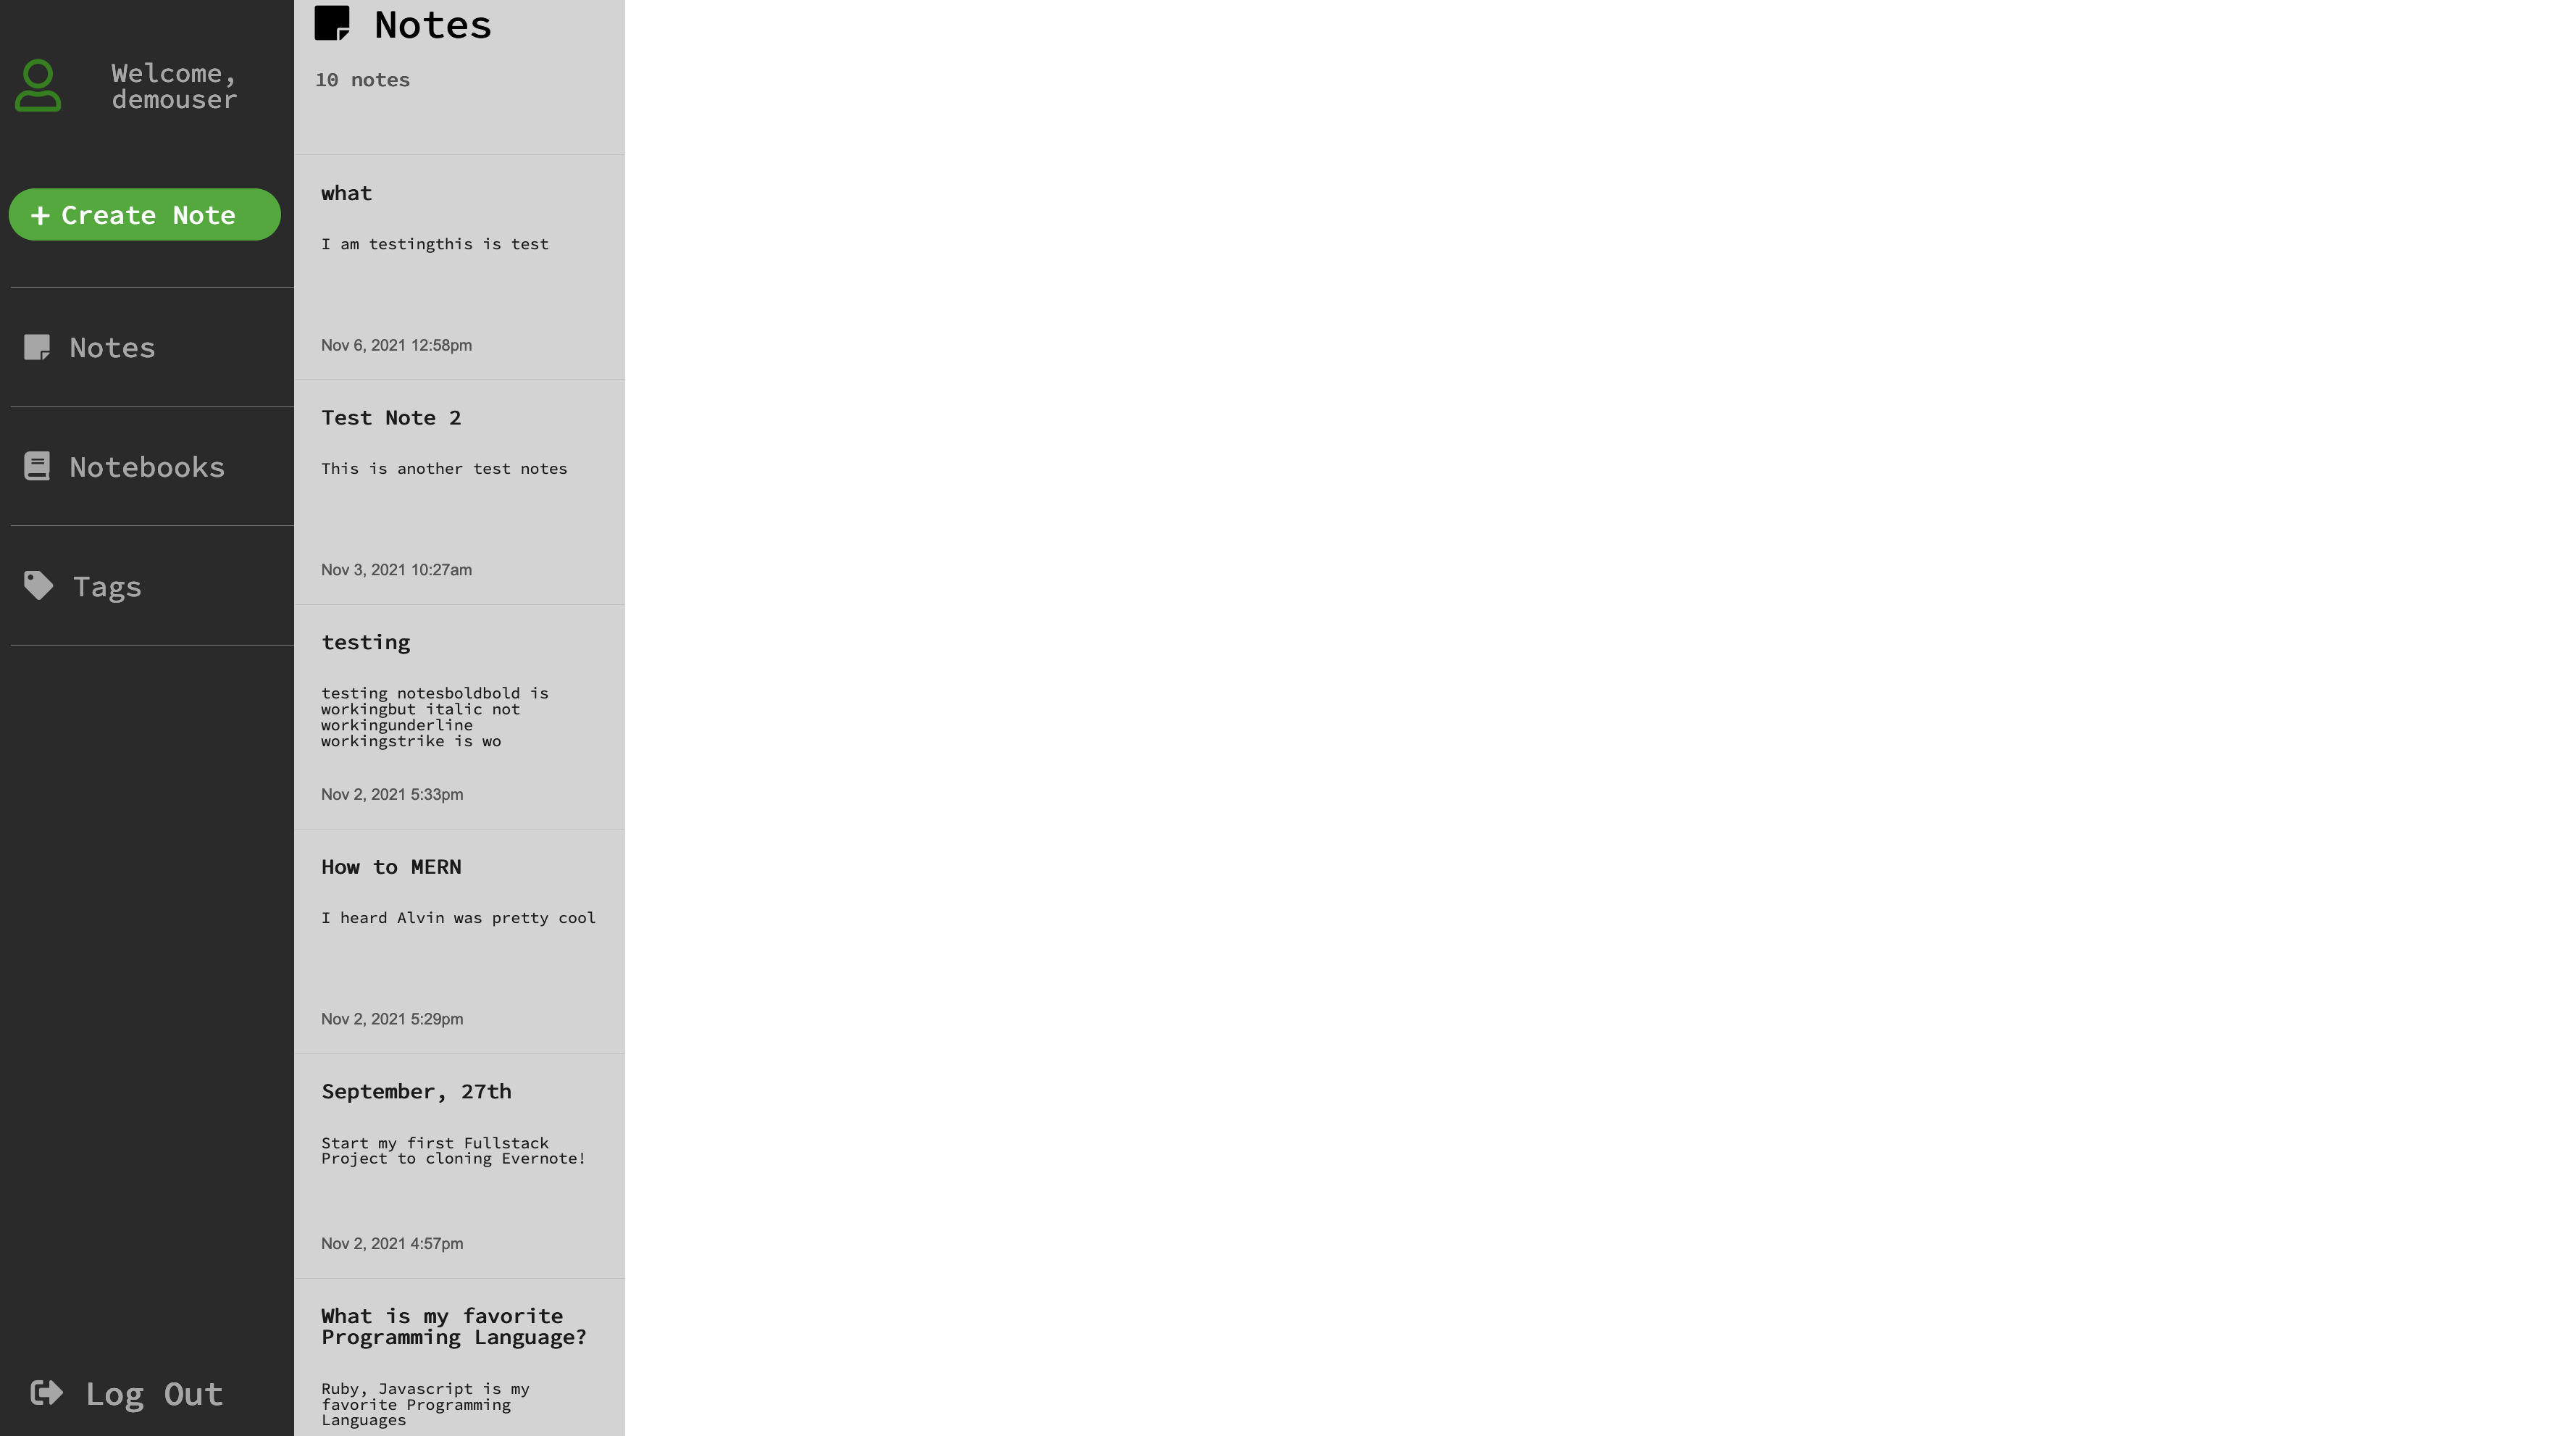 Welcome,
demouser
+ Create Note
Notes
Notebooks
Tags
Log Out
Notes
10 notes
what
I am testingthis is test
Nov 6, 2021 12:58pm
Test Note 2
This is another test notes
Nov 3, 2021 10:27am
testing
testing notesboldbold is
workingbut italic not
workingunderline
workingstrike is wo
Nov 2, 2021 5:33pm
How to MERN
I heard Alvin was pretty cool
Nov 2, 2021 5:29pm
September, 27th
Start my first Fullstack
Project to cloning Evernote!
Nov 2, 2021 4:57pm
What is my favorite
Programming Language?
Ruby, Javascript is my
favorite Programming
Languages